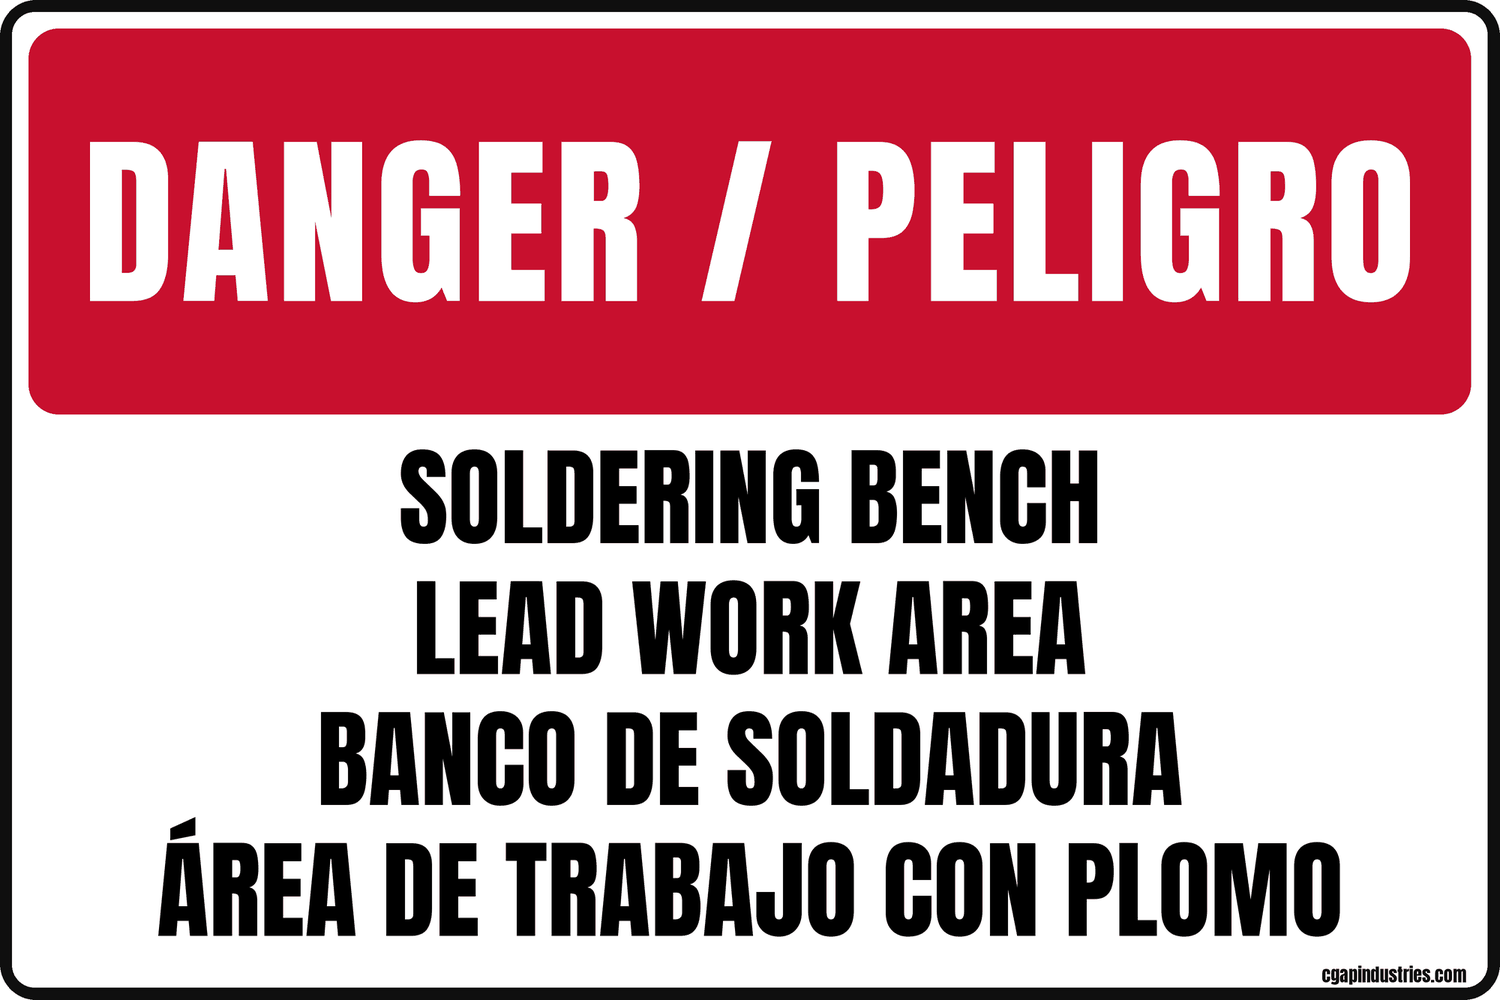 DANGER / PELIGRO
SOLDERING BENCH
LEAD WORK AREA
BANCO DE SOLDADURA
ÁREA DE TRABAJO CON PLOMO
cgapindustries.com